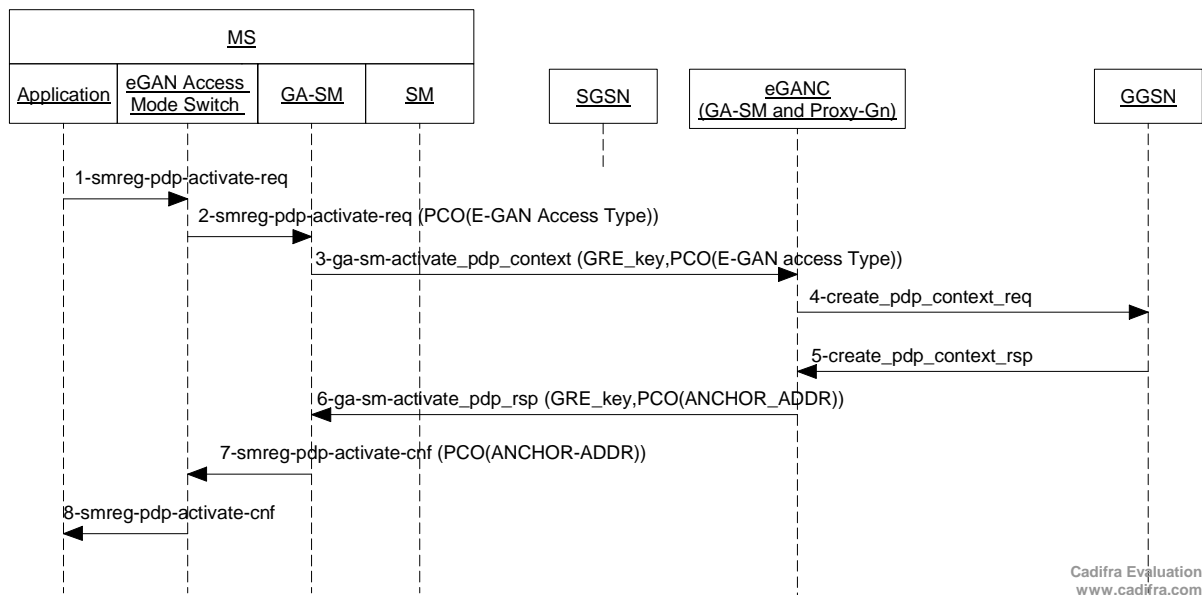 MS
Application
eGAN Access
Mode Switch
GA-SM
SM
SGSN
eGANC
(GA-SM and Proxy-Gn)
GGSN
1-smreg-pdp-activate-req
2-smreg-pdp-activate-req (PCO(E-GAN Access Type))
3-ga-sm-activate_pdp_context (GRE_key,PCO(E-GAN access Type))
4-create_pdp_context_req
5-create_pdp_context_rsp
6-ga-sm-activate_pdp_rsp (GRE_key,PCO(ANCHOR_ADDR))
7-smreg-pdp-activate-cnf (PCO(ANCHOR-ADDR))
8-smreg-pdp-activate-cnf
Cadifra Evaluation
www.cadifra.com